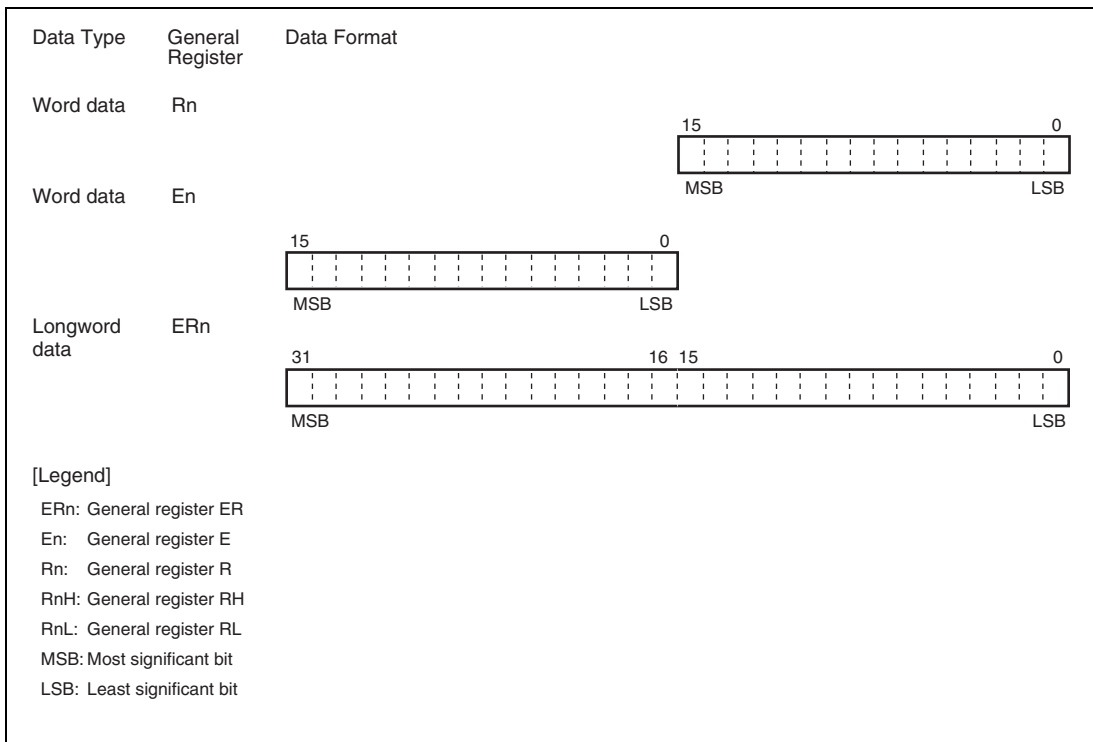 Data Type General Register Data Format
Word data Rn
15 0
MSB LSB
Word data En
15 0
MSB LSB
Longword data ERn
31 16 15 0
MSB LSB
[Legend]
ERn: General register ER
En: General register E
Rn: General register R
RnH: General register RH
RnL: General register RL
MSB: Most significant bit
LSB: Least significant bit